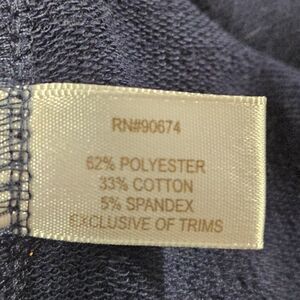 RN#90674
62% POLYESTER
33% COTTON
5% SPANDEX
EXCLUSIVE OF TRIMS